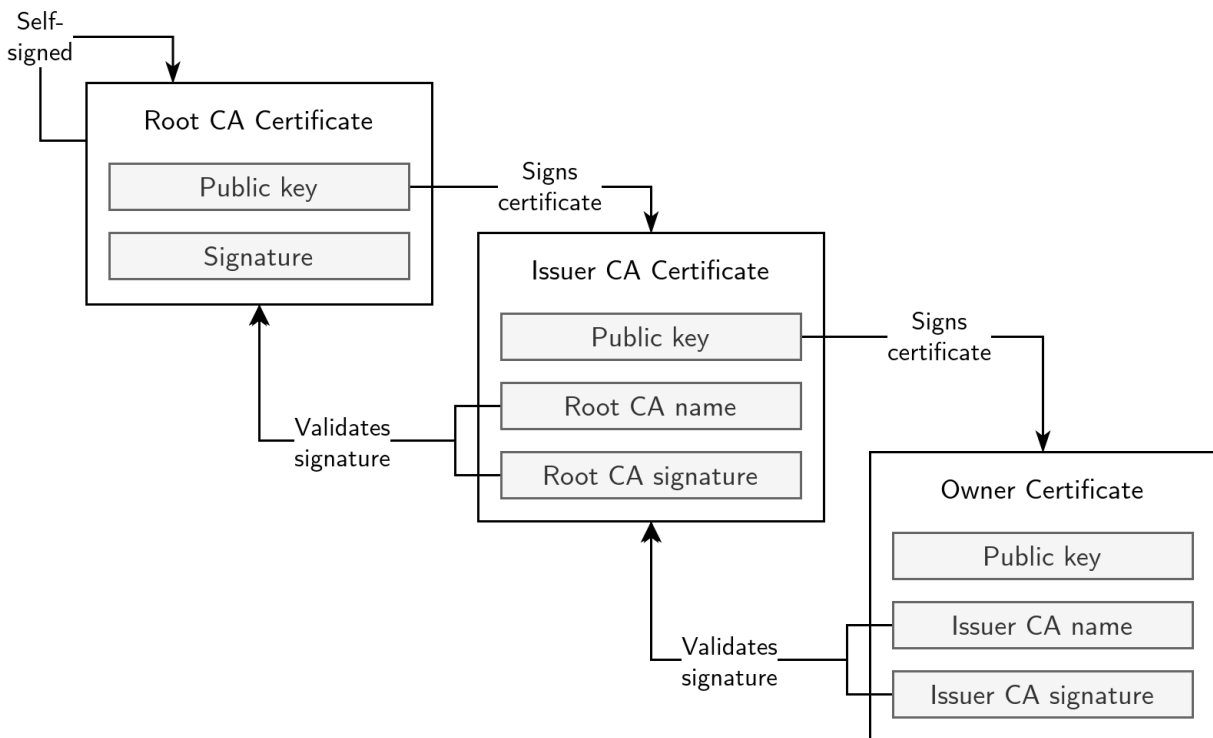 Self-
signed
Root CA Certificate
Public key
Signature
Signs
certificate
Issuer CA Certificate
Public key
Root CA name
Root CA signature
Validates
signature
Signs
certificate
Owner Certificate
Public key
Issuer CA name
Issuer CA signature
Validates
signature